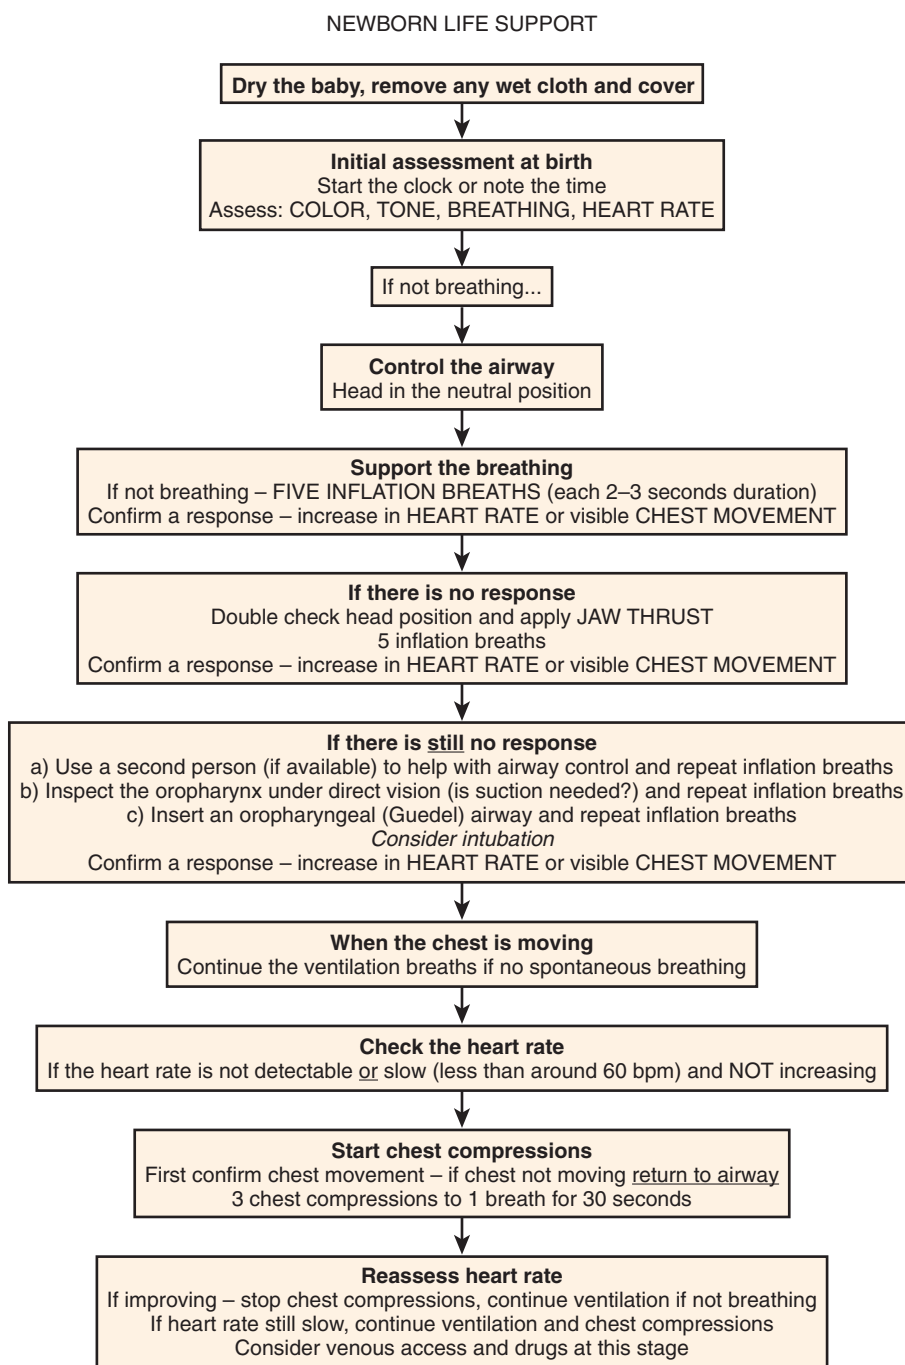 NEWBORN LIFE SUPPORT
Dry the baby, remove any wet cloth and cover
Initial assessment at birth
Start the clock or note the time
Assess: COLOR, TONE, BREATHING, HEART RATE
If not breathing...
Control the airway
Head in the neutral position
Support the breathing
If not breathing – FIVE INFLATION BREATHS (each 2–3 seconds duration)
Confirm a response – increase in HEART RATE or visible CHEST MOVEMENT
If there is no response
Double check head position and apply JAW THRUST
5 inflation breaths
Confirm a response – increase in HEART RATE or visible CHEST MOVEMENT
If there is still no response
a) Use a second person (if available) to help with airway control and repeat inflation breaths
b) Inspect the oropharynx under direct vision (is suction needed?) and repeat inflation breaths
c) Insert an oropharyngeal (Guedel) airway and repeat inflation breaths
Consider intubation
Confirm a response – increase in HEART RATE or visible CHEST MOVEMENT
When the chest is moving
Continue the ventilation breaths if no spontaneous breathing
Check the heart rate
If the heart rate is not detectable or slow (less than around 60 bpm) and NOT increasing
Start chest compressions
First confirm chest movement – if chest not moving return to airway
3 chest compressions to 1 breath for 30 seconds
Reassess heart rate
If improving – stop chest compressions, continue ventilation if not breathing
If heart rate still slow, continue ventilation and chest compressions
Consider venous access and drugs at this stage